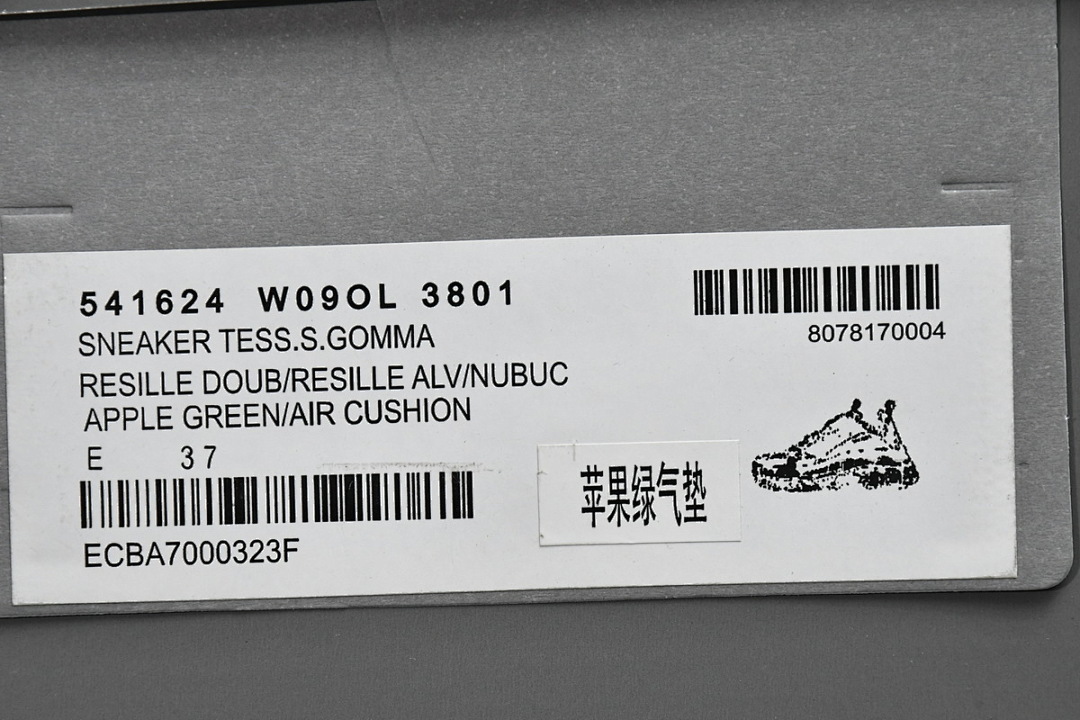 541624 W09OL 3801
SNEAKER TESS.S.GOMMA
RESILLE DOUB/RESILLE ALV/NUBUC
APPLE GREEN/AIR CUSHION
E 37
ECBA7000323F
8078170004
苹果绿气垫